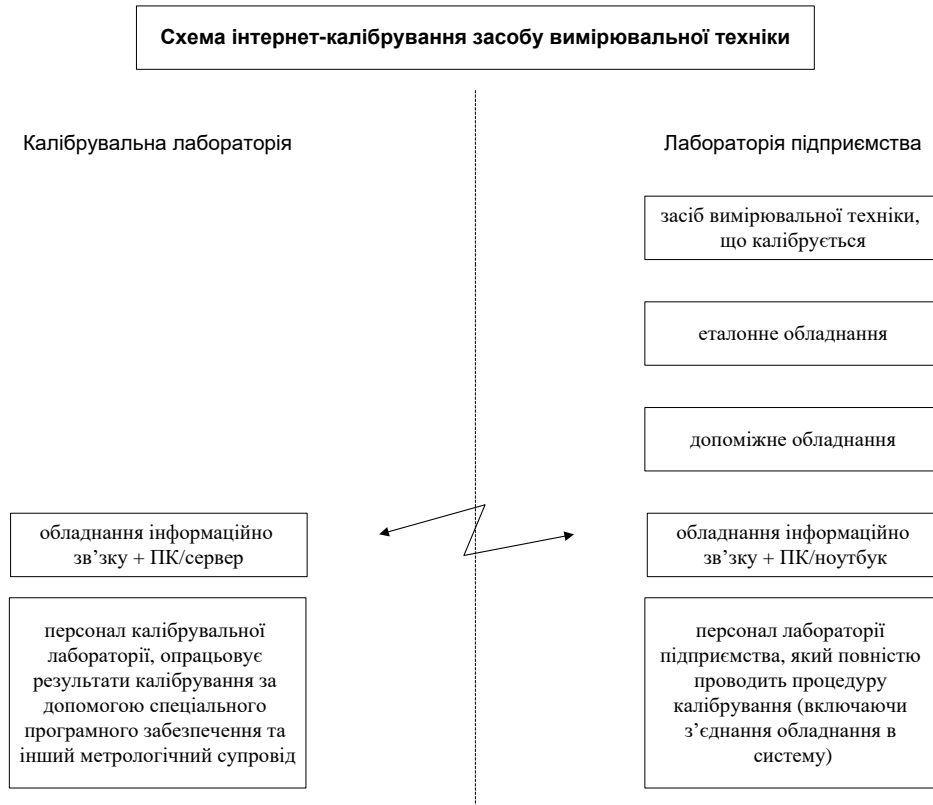 Схема інтернет-калібрування засобу вимірювальної техніки
Калібрувальна лабораторія
Лабораторія підприємства
засіб вимірювальної техніки,
що калібрується
еталонне обладнання
допоміжне обладнання
обладнання інформаційно
зв’зку + ПК/сервер
обладнання інформаційно
зв’зку + ПК/ноутбук
персонал калібрувальної
лабораторії, опрацьовує
результати калібрування за
допомогою спеціального
програмного забезпечення та
інший метрологічний супровід
персонал лабораторії
підприємства, який повністю
проводить процедуру
калібрування (включаючи
з’єднання обладнання в
систему)